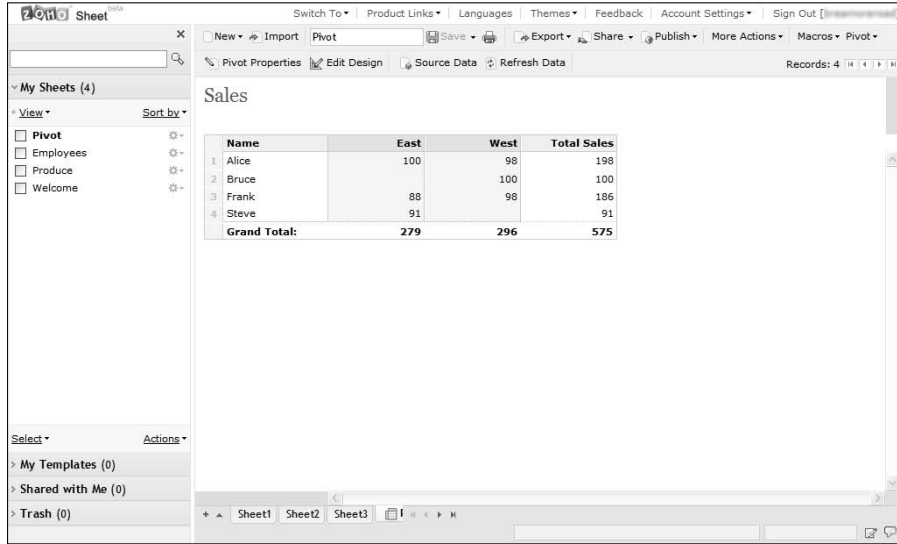 ZOHO Sheet beta
Switch To Product Links Languages Themes Feedback Account Settings Sign Out [
×
New Import Pivot Save Export Share Publish More Actions Macros Pivot
Pivot Properties Edit Design Source Data Refresh Data Records: 4
My Sheets (4)
View Sort by
Pivot
Employees
Produce
Welcome
Sales
Name East West Total Sales
1 Alice 100 98 198
2 Bruce 100 100
3 Frank 88 98 186
4 Steve 91 91
Grand Total: 279 296 575
Select Actions
My Templates (0)
Shared with Me (0)
Trash (0)
+ Sheet1 Sheet2 Sheet3